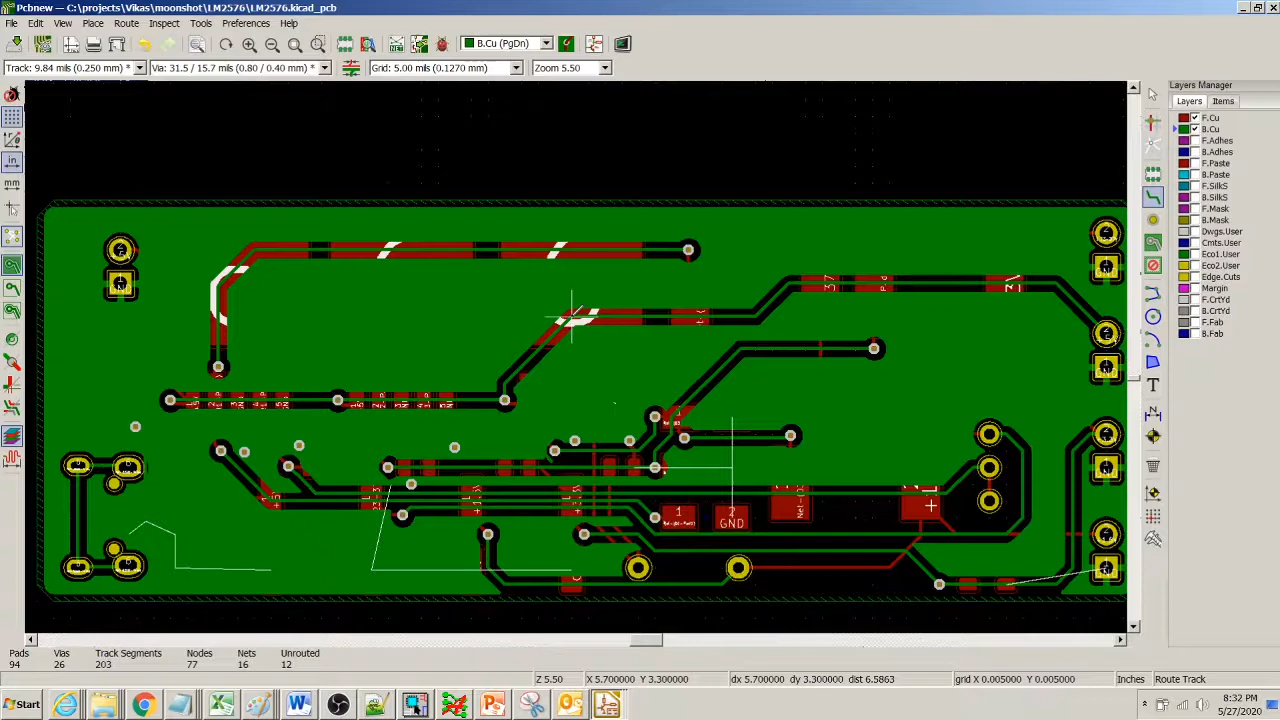 Pcbnew — C:\projects\Vikas\moonshot\LM2576\LM2576.kicad_pcb
File Edit View Place Route Inspect Tools Preferences Help
B.Cu (PgDn)
Track: 9.84 mils (0.250 mm) * Via: 31.5 / 15.7 mils (0.80 / 0.40 mm) * Grid: 5.00 mils (0.1270 mm) Zoom 5.50
Layers Manager
Layers Items
F.Cu
B.Cu
F.Adhes
B.Adhes
F.Paste
B.Paste
F.SilkS
B.SilkS
F.Mask
B.Mask
Dwgs.User
Cmts.User
Eco1.User
Eco2.User
Edge.Cuts
Margin
F.CrtYd
B.CrtYd
F.Fab
B.Fab
in
mm
1 2
GND
Pads Vias Track Segments Nodes Nets Unrouted
94 26 203 77 16 12
Z 5.50 X 5.700000 Y 3.300000 dx 5.700000 dy 3.300000 dist 6.5863 grid X 0.005000 Y 0.005000 Inches Route Track
Start
8:32 PM
5/27/2020